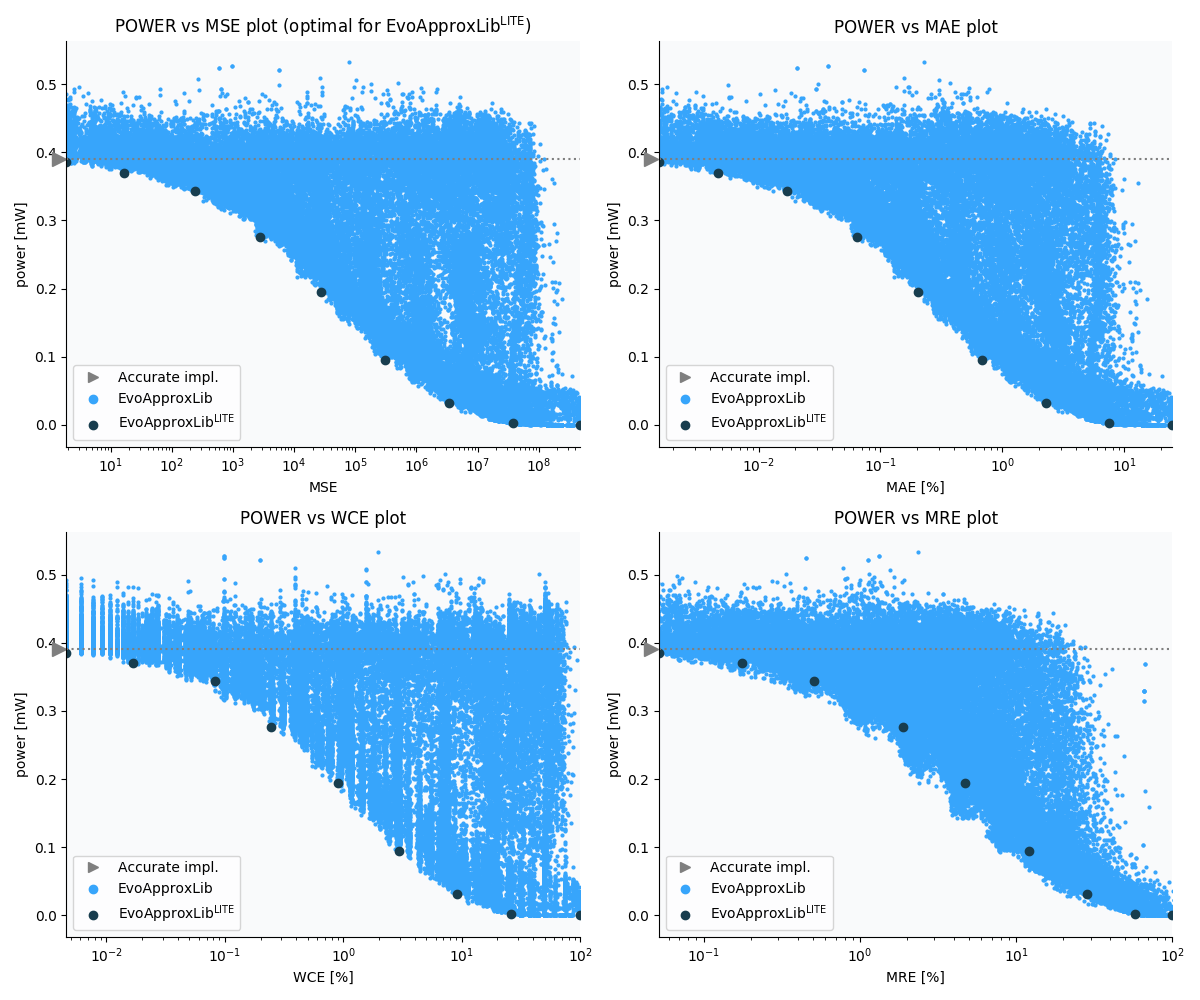 POWER vs MSE plot (optimal for EvoApproxLib^LITE)
0.5
0.4
0.3
0.2
0.1
0.0
power [mW]
Accurate impl.
EvoApproxLib
EvoApproxLib^LITE
10^1 10^2 10^3 10^4 10^5 10^6 10^7 10^8
MSE
POWER vs MAE plot
0.5
0.4
0.3
0.2
0.1
0.0
power [mW]
Accurate impl.
EvoApproxLib
EvoApproxLib^LITE
10^−2 10^−1 10^0 10^1
MAE [%]
POWER vs WCE plot
0.5
0.4
0.3
0.2
0.1
0.0
power [mW]
Accurate impl.
EvoApproxLib
EvoApproxLib^LITE
10^−2 10^−1 10^0 10^1 10^2
WCE [%]
POWER vs MRE plot
0.5
0.4
0.3
0.2
0.1
0.0
power [mW]
Accurate impl.
EvoApproxLib
EvoApproxLib^LITE
10^−1 10^0 10^1 10^2
MRE [%]